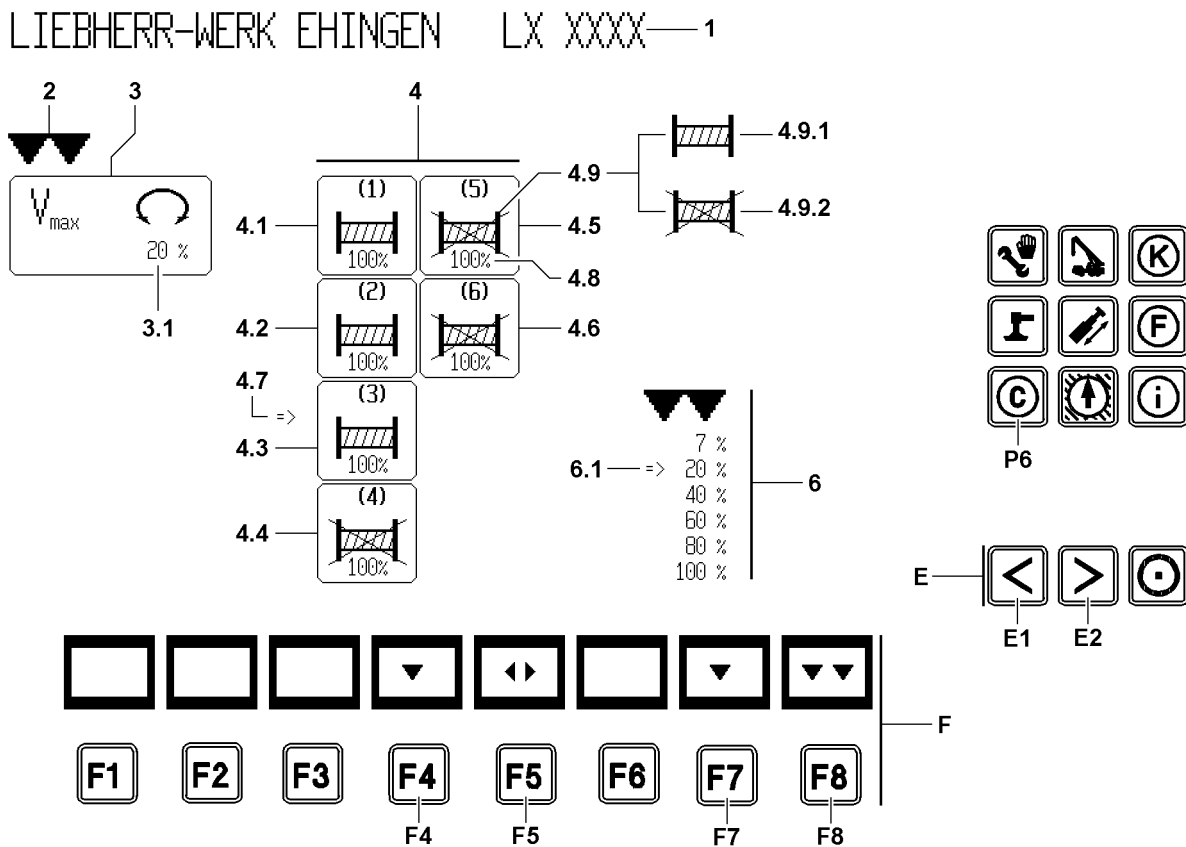 LIEBHERR-WERK EHINGEN LX XXXX 1
2 3 4
4.9.1
4.9
4.9.2
Vmax
20 %
3.1
(1) (5)
4.1 4.5
100% 100%
4.8
(2) (6)
4.2 4.6
100% 100%
4.7
=>
(3)
4.3
100%
(4)
4.4
100%
7 %
6.1 => 20 %
40 %
60 %
80 %
100 %
6
K
F
C i
P6
E < >
E1 E2
F
F1 F2 F3 F4 F5 F6 F7 F8
F4 F5 F7 F8